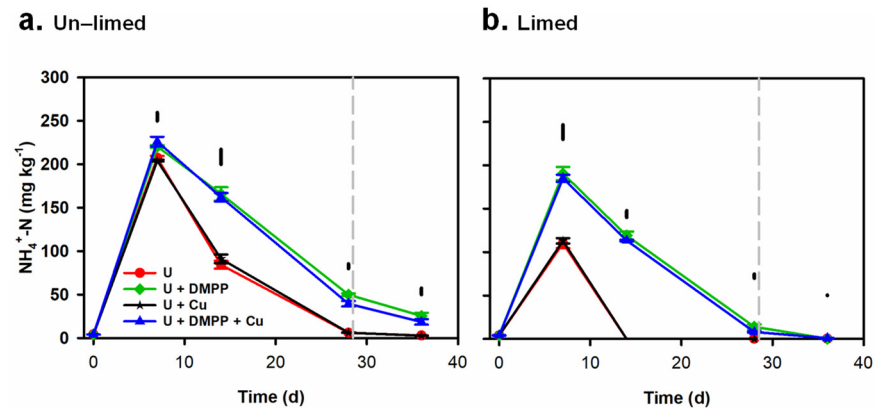 a. Un–limed
b. Limed
NH₄⁺-N (mg kg⁻¹)
300
250
200
150
100
50
0
U
U + DMPP
U + Cu
U + DMPP + Cu
0 10 20 30 40
0 10 20 30 40
Time (d)
Time (d)